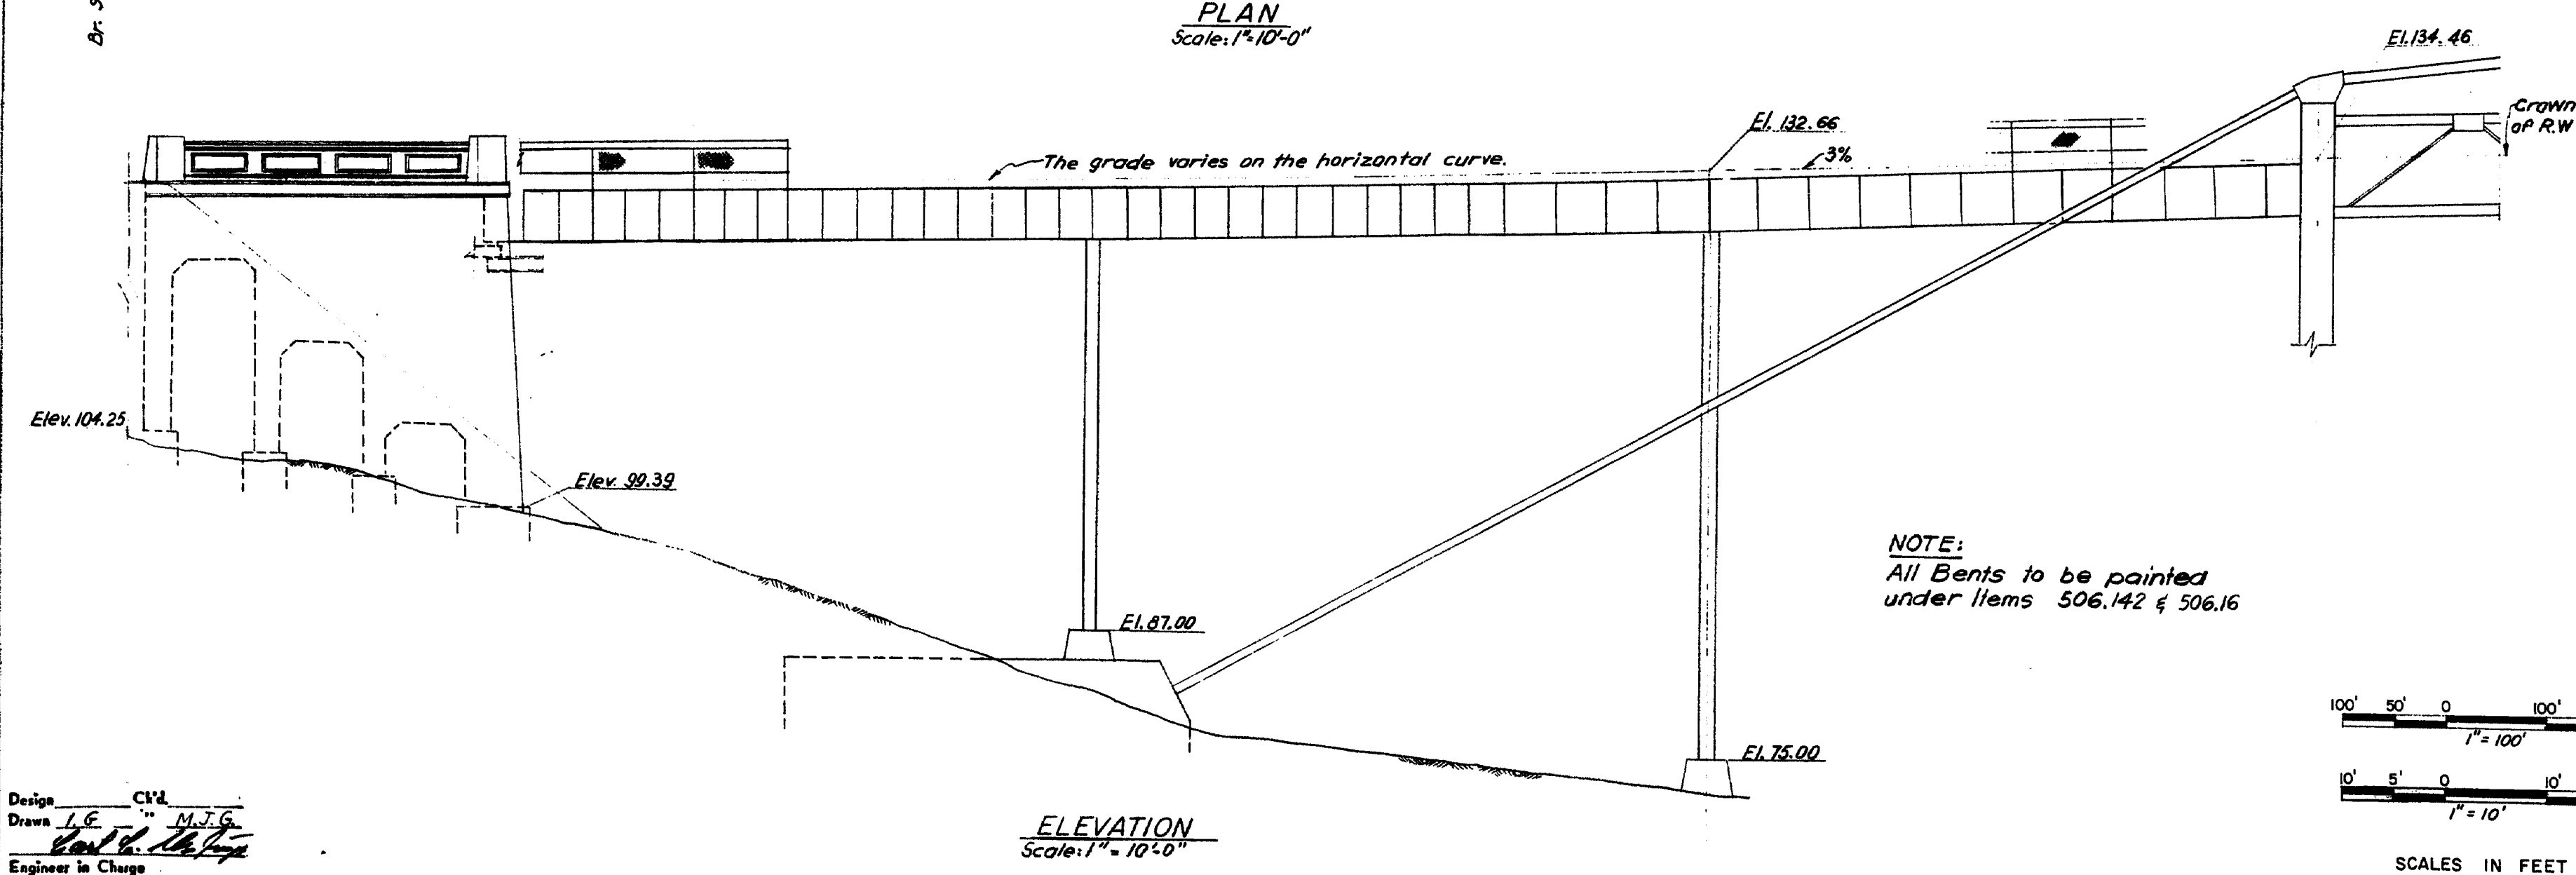 Br. S
PLAN
Scale: 1"=10'-0"
El. 134.46
Crown
of R.W
El. 132.66
The grade varies on the horizontal curve.
3%
Elev. 104.25
Elev. 99.39
NOTE:
All Bents to be painted
under Items 506.142 & 506.16
El. 87.00
El. 75.00
100' 50' 0 100'
1" = 100'
10' 5' 0 10'
1" = 10'
SCALES IN FEET
ELEVATION
Scale: 1" = 10'-0"
Design Ck'd.
Drawn I.G " M.J.G.
Engineer in Charge